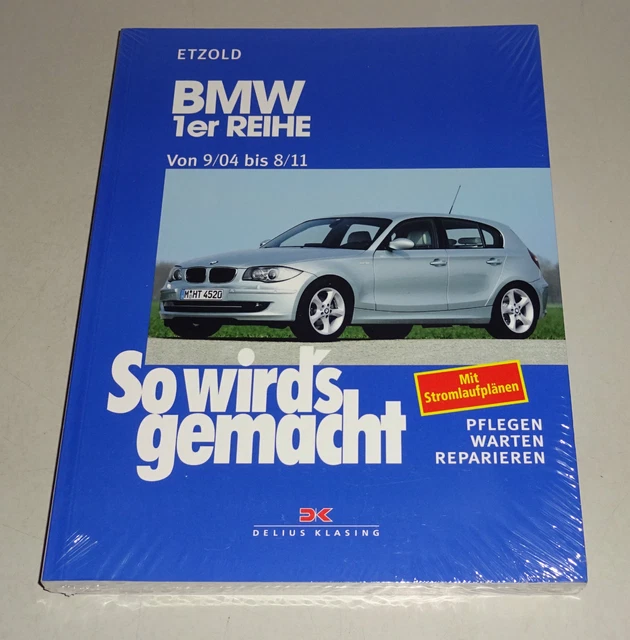 ETZOLD
BMW
1er REIHE
Von 9/04 bis 8/11
M·HT 4520
So wird's
gemacht
Mit
Stromlaufplänen
PFLEGEN
WARTEN
REPARIEREN
DK
DELIUS KLASING